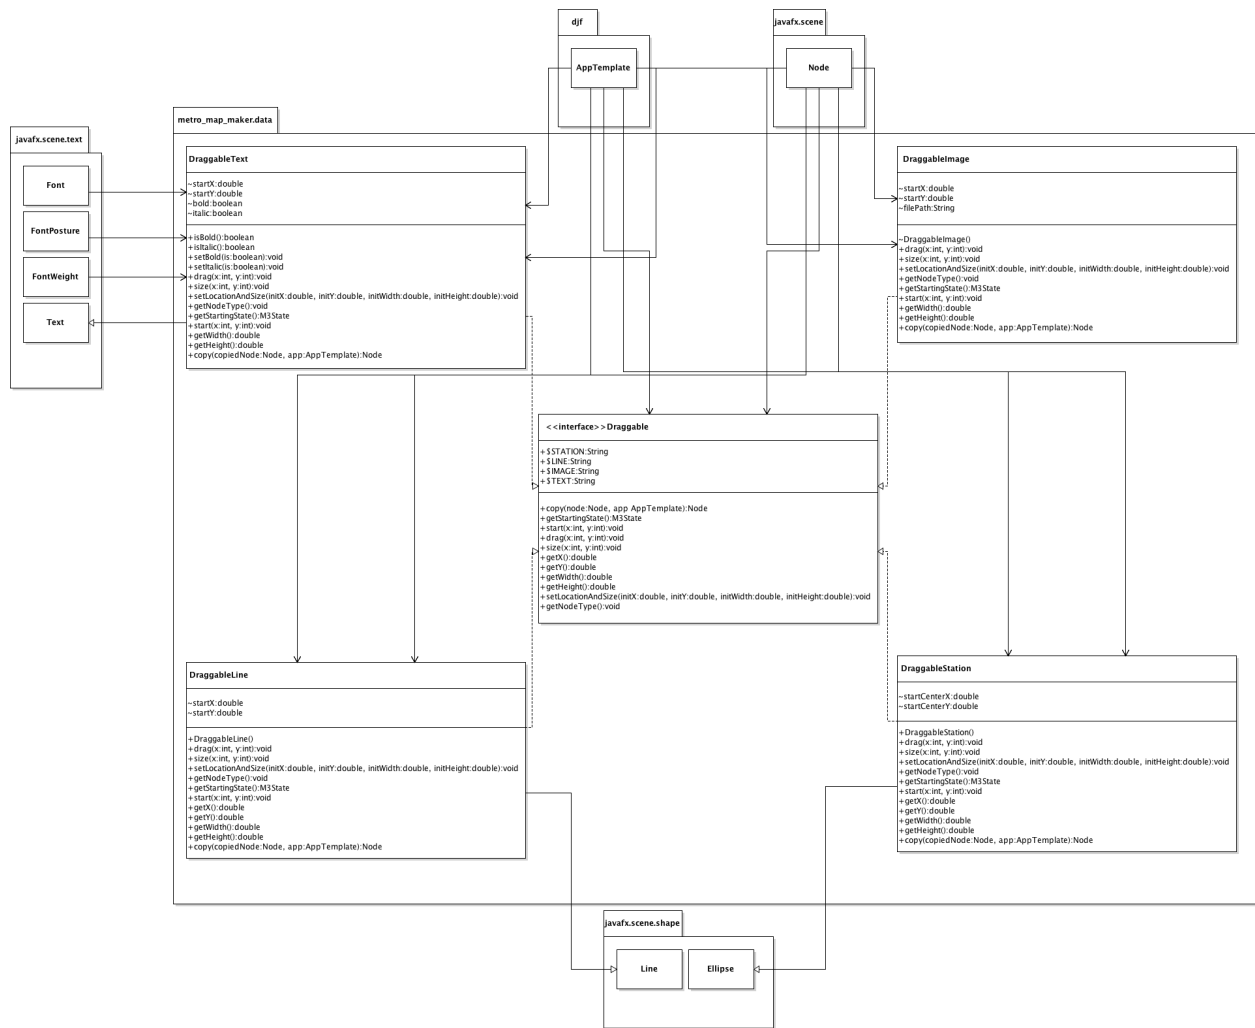 djf
AppTemplate
javafx.scene
Node
metro_map_maker.data
javafx.scene.text
Font
FontPosture
FontWeight
Text
DraggableText
~startX:double
~startY:double
~bold:boolean
~italic:boolean
+isBold():boolean
+isItalic():boolean
+setBold(is:boolean):void
+setItalic(is:boolean):void
+drag(x:int, y:int):void
+size(x:int, y:int):void
+setLocationAndSize(initX:double, initY:double, initWidth:double, initHeight:double):void
+getNodeType():void
+getStartingState():M3State
+start(x:int, y:int):void
+getWidth():double
+getHeight():double
+copy(copiedNode:Node, app:AppTemplate):Node
DraggableImage
~startX:double
~startY:double
~filePath:String
~DraggableImage()
+drag(x:int, y:int):void
+size(x:int, y:int):void
+setLocationAndSize(initX:double, initY:double, initWidth:double, initHeight:double):void
+getNodeType():void
+getStartingState():M3State
+start(x:int, y:int):void
+getWidth():double
+getHeight():double
+copy(copiedNode:Node, app:AppTemplate):Node
<<interface>>Draggable
+$STATION:String
+$LINE:String
+$IMAGE:String
+$TEXT:String
+copy(node:Node, app AppTemplate):Node
+getStartingState():M3State
+start(x:int, y:int):void
+drag(x:int, y:int):void
+size(x:int, y:int):void
+getX():double
+getY():double
+getWidth():double
+getHeight():double
+setLocationAndSize(initX:double, initY:double, initWidth:double, initHeight:double):void
+getNodeType():void
DraggableLine
~startX:double
~startY:double
+DraggableLine()
+drag(x:int, y:int):void
+size(x:int, y:int):void
+setLocationAndSize(initX:double, initY:double, initWidth:double, initHeight:double):void
+getNodeType():void
+getStartingState():M3State
+start(x:int, y:int):void
+getX():double
+getY():double
+getWidth():double
+getHeight():double
+copy(copiedNode:Node, app:AppTemplate):Node
DraggableStation
~startCenterX:double
~startCenterY:double
+DraggableStation()
+drag(x:int, y:int):void
+size(x:int, y:int):void
+setLocationAndSize(initX:double, initY:double, initWidth:double, initHeight:double):void
+getNodeType():void
+getStartingState():M3State
+start(x:int, y:int):void
+getX():double
+getY():double
+getWidth():double
+getHeight():double
+copy(copiedNode:Node, app:AppTemplate):Node
javafx.scene.shape
Line
Ellipse